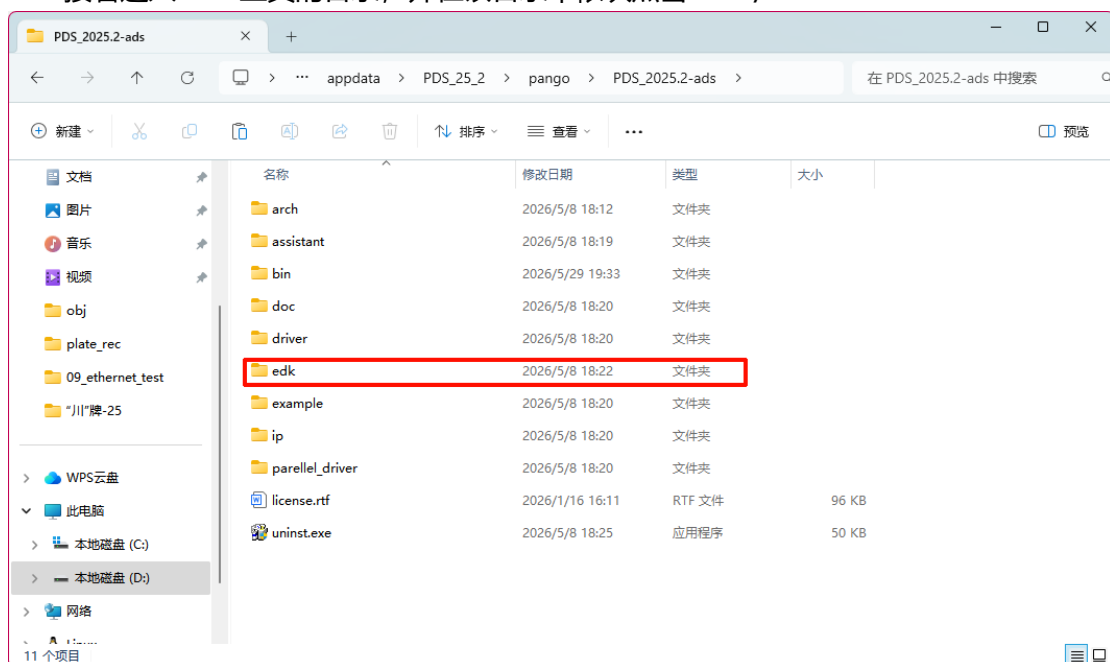 PDS_2025.2-ads
… appdata > PDS_25_2 > pango > PDS_2025.2-ads >
在 PDS_2025.2-ads 中搜索
新建
排序
查看
预览
名称 修改日期 类型 大小
文档
图片
音乐
视频
obj
plate_rec
09_ethernet_test
“川”牌-25
WPS云盘
此电脑
本地磁盘 (C:)
本地磁盘 (D:)
网络
arch 2026/5/8 18:12 文件夹
assistant 2026/5/8 18:19 文件夹
bin 2026/5/29 19:33 文件夹
doc 2026/5/8 18:20 文件夹
driver 2026/5/8 18:20 文件夹
edk 2026/5/8 18:22 文件夹
example 2026/5/8 18:20 文件夹
ip 2026/5/8 18:20 文件夹
parellel_driver 2026/5/8 18:20 文件夹
license.rtf 2026/1/16 16:11 RTF 文件 96 KB
uninst.exe 2026/5/8 18:25 应用程序 50 KB
11 个项目